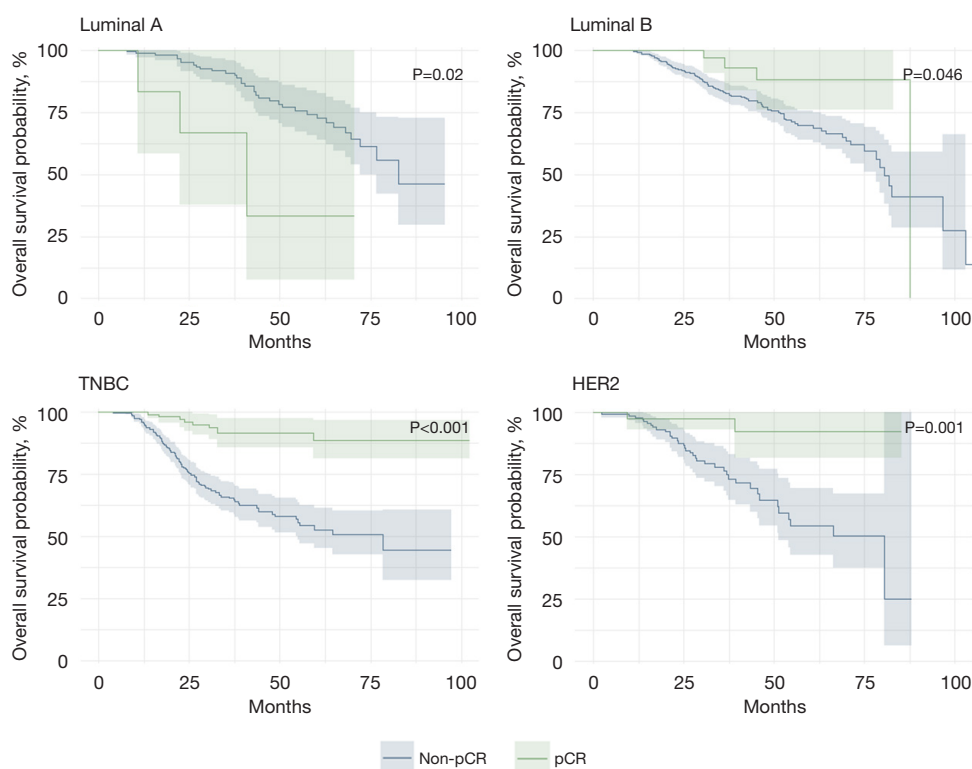 Luminal A
Overall survival probability, %
100
75
50
25
0
P=0.02
0 25 50 75 100
Months
Luminal B
Overall survival probability, %
100
75
50
25
0
P=0.046
0 25 50 75 100
Months
TNBC
Overall survival probability, %
100
75
50
25
0
P<0.001
0 25 50 75 100
Months
HER2
Overall survival probability, %
100
75
50
25
0
P=0.001
0 25 50 75 100
Months
Non-pCR pCR